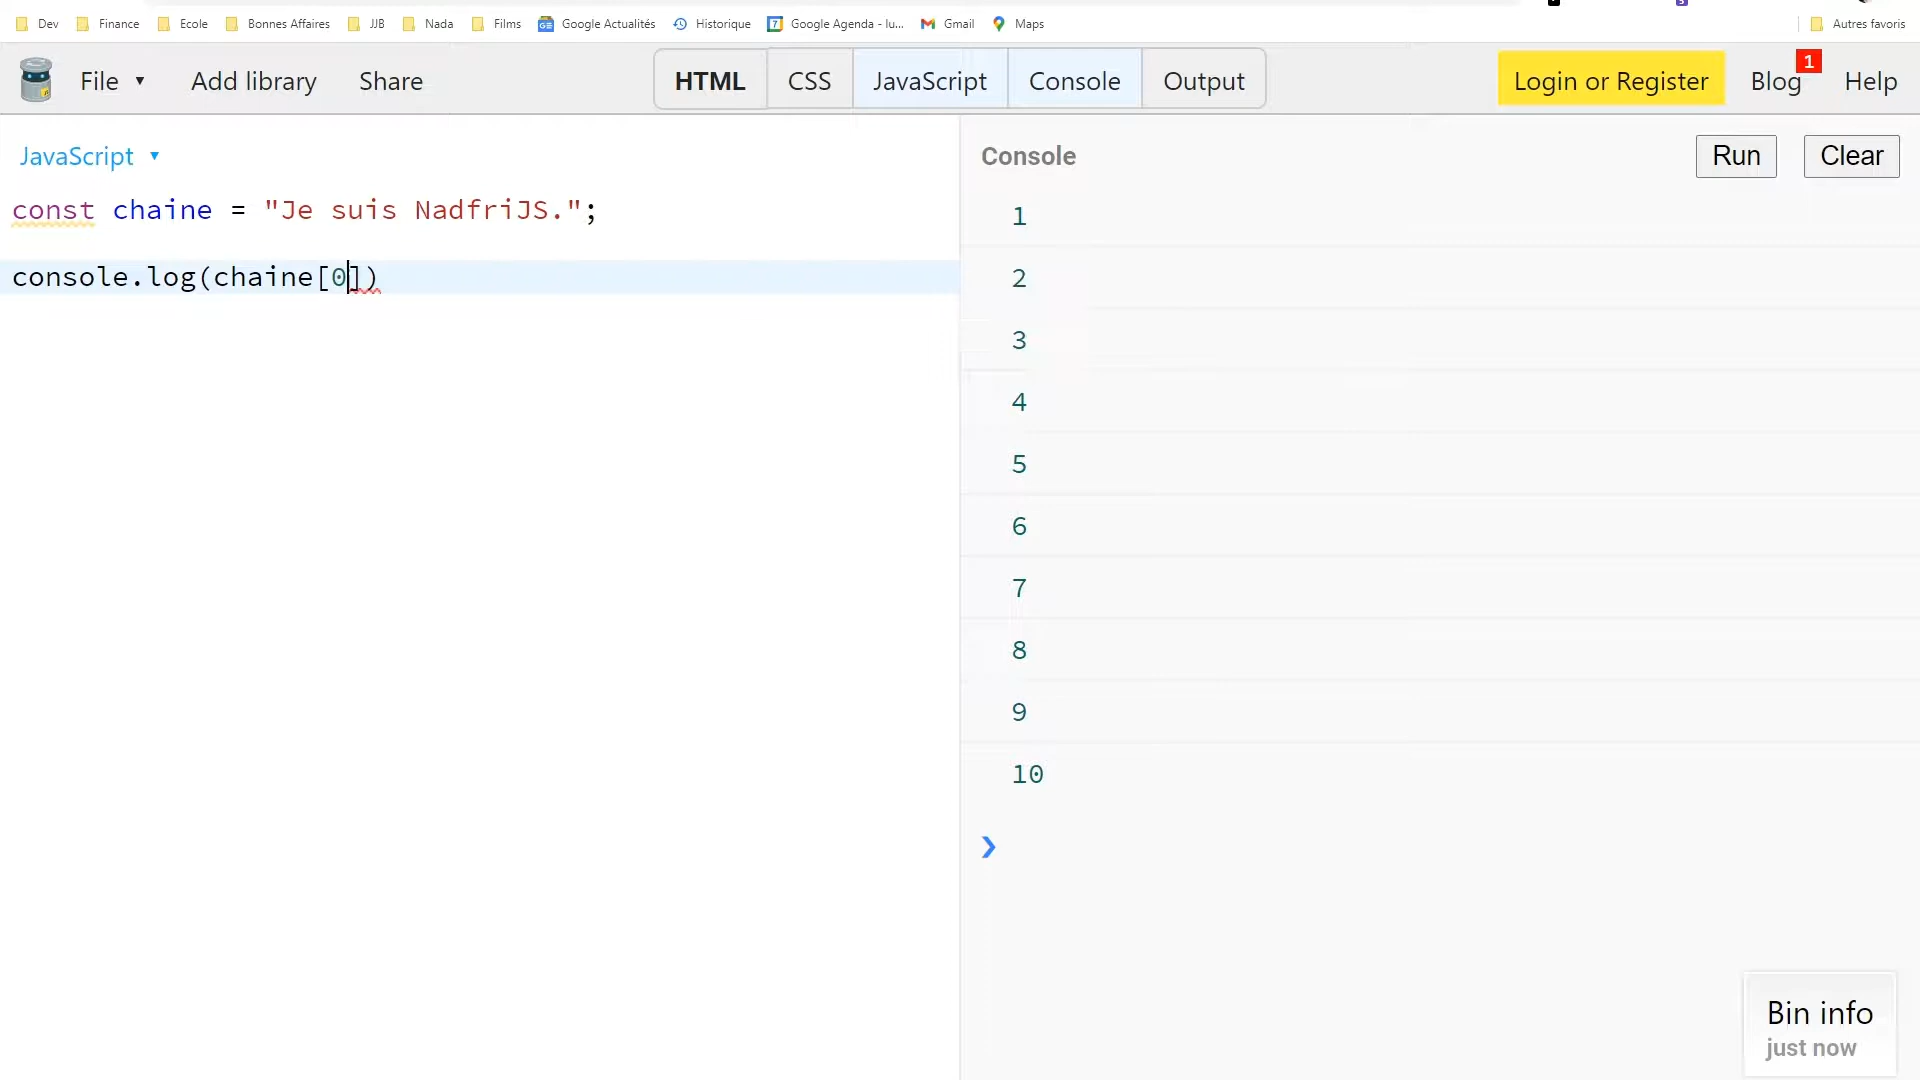 Dev Finance Ecole Bonnes Affaires JJB Nada Films Google Actualités Historique Google Agenda - lu... Gmail Maps Autres favoris
File ▼ Add library Share HTML CSS JavaScript Console Output Login or Register Blog 1 Help
JavaScript ▼
const chaine = "Je suis NadfriJS.";
console.log(chaine[0])
Console Run Clear
1
2
3
4
5
6
7
8
9
10
❯
Bin info
just now